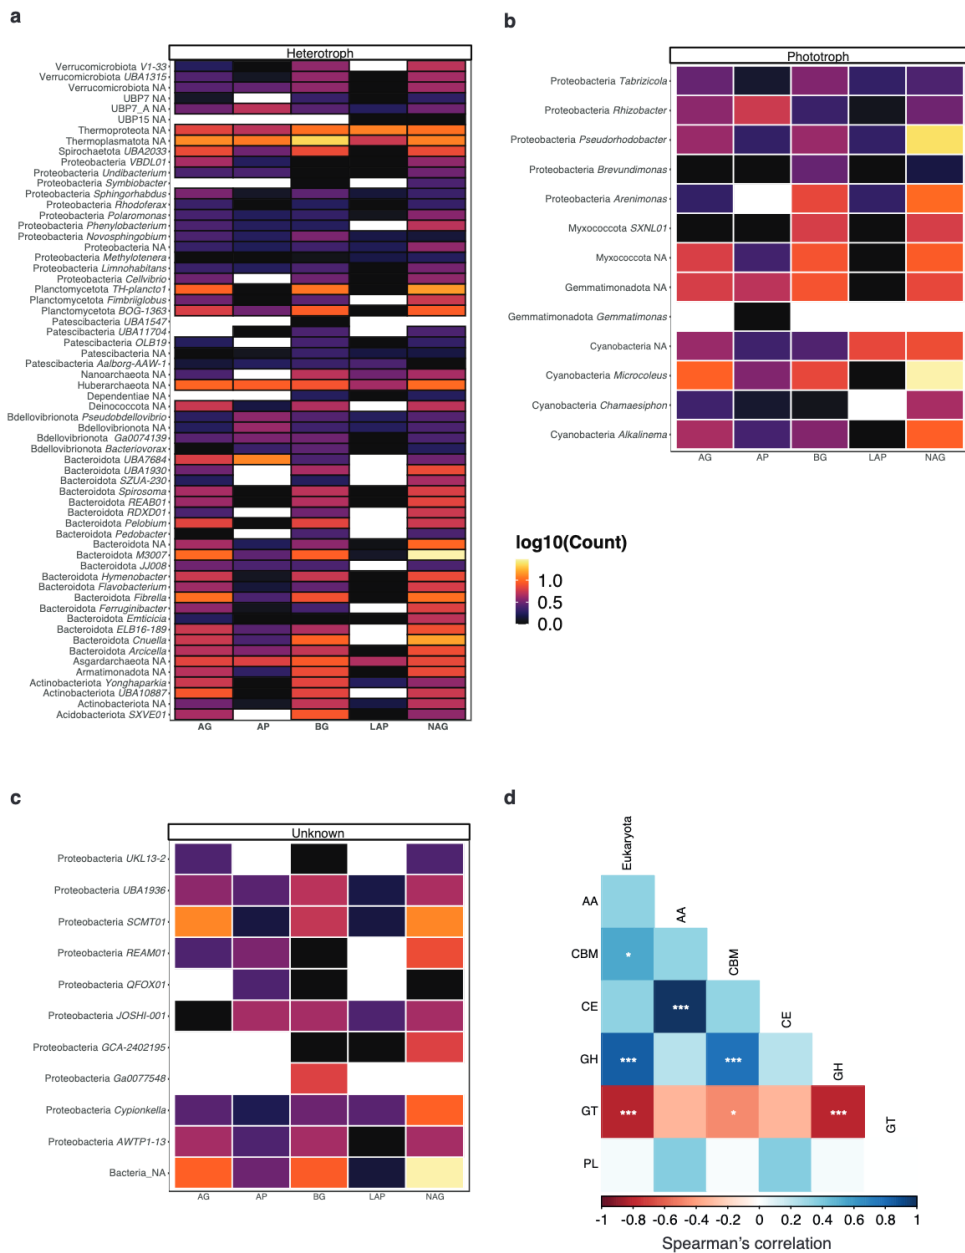 a
Heterotroph
Verrucomicrobiota V1-33
Verrucomicrobiota UBA1315
Verrucomicrobiota NA
UBP7 NA
UBP7_A NA
UBP15 NA
Thermoproteota NA
Thermoplasmatota NA
Spirochaetota UBA2033
Proteobacteria VBDL01
Proteobacteria Undibacterium
Proteobacteria Symbiobacter
Proteobacteria Sphingorhabdus
Proteobacteria Rhodoferax
Proteobacteria Polaromonas
Proteobacteria Phenylobacterium
Proteobacteria Novosphingobium
Proteobacteria NA
Proteobacteria Methylotenera
Proteobacteria Limnohabitans
Proteobacteria Cellvibrio
Planctomycetota TH-plancto1
Planctomycetota Fimbriiglobus
Planctomycetota BOG-1363
Patescibacteria UBA1547
Patescibacteria UBA11704
Patescibacteria OLB19
Patescibacteria NA
Patescibacteria Aalborg-AAW-1
Nanoarchaeota NA
Huberarchaeota NA
Dependentiae NA
Deinococcota NA
Bdellovibrionota Pseudobdellovibrio
Bdellovibrionota NA
Bdellovibrionota Ga0074139
Bdellovibrionota Bacteriovorax
Bacteroidota UBA7684
Bacteroidota UBA1930
Bacteroidota SZUA-230
Bacteroidota Spirosoma
Bacteroidota REAB01
Bacteroidota RDXD01
Bacteroidota Pelobium
Bacteroidota Pedobacter
Bacteroidota NA
Bacteroidota M3007
Bacteroidota JJ008
Bacteroidota Hymenobacter
Bacteroidota Flavobacterium
Bacteroidota Fibrella
Bacteroidota Ferruginibacter
Bacteroidota Emticicia
Bacteroidota ELB16-189
Bacteroidota Cnuella
Bacteroidota Arcicella
Asgardarchaeota NA
Armatimonadota NA
Actinobacteriota Yonghaparkia
Actinobacteriota UBA10887
Actinobacteriota NA
Acidobacteriota SXVE01
AG AP BG LAP NAG
b
Phototroph
Proteobacteria Tabrizicola
Proteobacteria Rhizobacter
Proteobacteria Pseudorhodobacter
Proteobacteria Brevundimonas
Proteobacteria Arenimonas
Myxococcota SXNL01
Myxococcota NA
Gemmatimonadota NA
Gemmatimonadota Gemmatimonas
Cyanobacteria NA
Cyanobacteria Microcoleus
Cyanobacteria Chamaesiphon
Cyanobacteria Alkalinema
AG AP BG LAP NAG
log10(Count)
1.0
0.5
0.0
c
Unknown
Proteobacteria UKL13-2
Proteobacteria UBA1936
Proteobacteria SCMT01
Proteobacteria REAM01
Proteobacteria QFOX01
Proteobacteria JOSHI-001
Proteobacteria GCA-2402195
Proteobacteria Ga0077548
Proteobacteria Cypionkella
Proteobacteria AWTP1-13
Bacteria_NA
AG AP BG LAP NAG
d
Eukaryota
AA
AA
CBM * CBM
CE *** CE
GH *** *** GH
GT *** * *** GT
PL
-1 -0.8 -0.6 -0.4 -0.2 0 0.2 0.4 0.6 0.8 1
Spearman's correlation